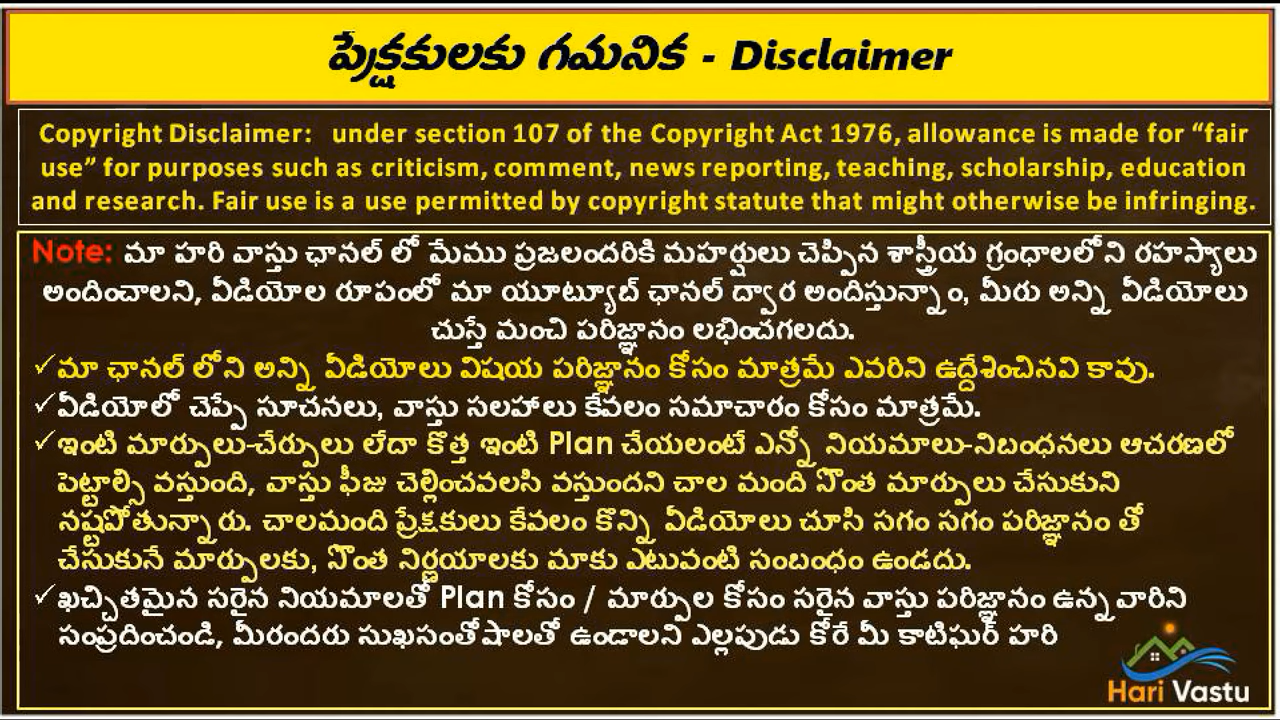 ప్రేక్షకులకు గమనిక - Disclaimer
Copyright Disclaimer: under section 107 of the Copyright Act 1976, allowance is made for “fair
use” for purposes such as criticism, comment, news reporting, teaching, scholarship, education
and research. Fair use is a use permitted by copyright statute that might otherwise be infringing.
Note: మా హరి వాస్తు ఛానల్ లో మేము ప్రజలందరికి మహర్షులు చెప్పిన శాస్త్రీయ గ్రంధాలలోని రహస్యాలు
అందించాలని, వీడియోల రూపంలో మా యూట్యూబ్ ఛానల్ ద్వార అందిస్తున్నాం, మీరు అన్ని వీడియోలు
చుస్తే మంచి పరిజ్ఞానం లభించగలదు.
✓మా ఛానల్ లోని అన్ని వీడియోలు విషయ పరిజ్ఞానం కోసం మాత్రమే ఎవరిని ఉద్దేశించినవి కావు.
✓వీడియోలో చెప్పే సూచనలు, వాస్తు సలహాలు కేవలం సమాచారం కోసం మాత్రమే.
✓ఇంటి మార్పులు-చేర్పులు లేదా కొత్త ఇంటి Plan చేయలంటే ఎన్నో నియమాలు-నిబంధనలు ఆచరణలో
పెట్టాల్సి వస్తుంది, వాస్తు ఫీజు చెల్లించవలసి వస్తుందని చాల మంది సొంత మార్పులు చేసుకుని
నష్టపోతున్నారు. చాలమంది ప్రేక్షకులు కేవలం కొన్ని వీడియోలు చూసి సగం సగం పరిజ్ఞానం తో
చేసుకునే మార్పులకు, సొంత నిర్ణయాలకు మాకు ఎటువంటి సంబంధం ఉండదు.
✓ఖచ్చితమైన సరైన నియమాలతో Plan కోసం / మార్పుల కోసం సరైన వాస్తు పరిజ్ఞానం ఉన్నవారిని
సంప్రదించండి, మీరందరు సుఖసంతోషాలతో ఉండాలని ఎల్లపుడు కోరే మీ కాటిఘర్ హరి
Hari Vastu